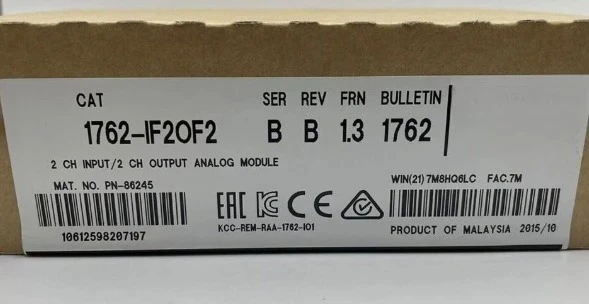 CAT SER REV FRN BULLETIN
1762-IF2OF2 B B 1.3 1762
2 CH INPUT/2 CH OUTPUT ANALOG MODULE
MAT. NO. PN-86245 WIN(21) 7M8HQ6LC FAC.7M
EAC CE
10612598207197 KCC-REM-RAA-1762-IO1 PRODUCT OF MALAYSIA 2015/10